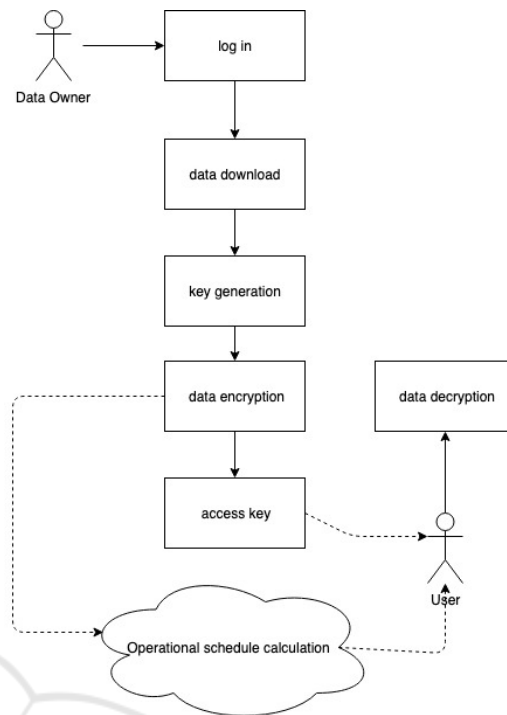 log in
Data Owner
data download
key generation
data encryption
data decryption
access key
User
Operational schedule calculation